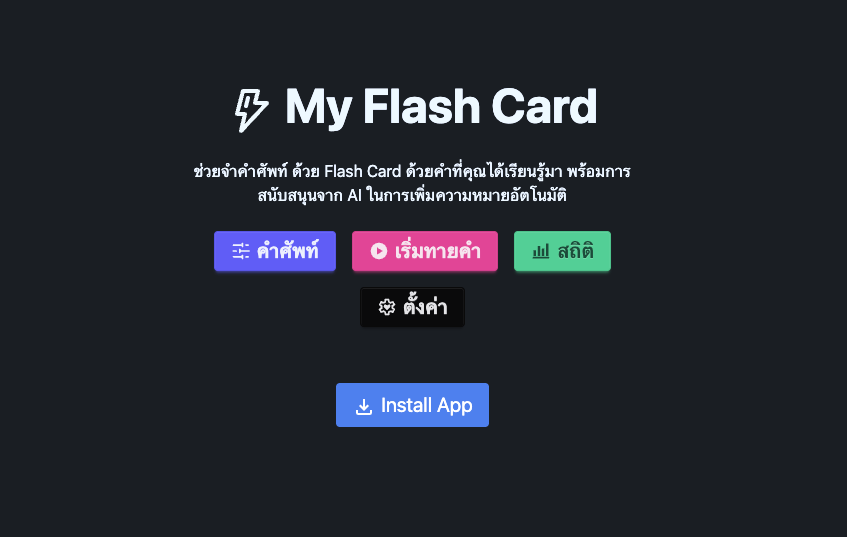 My Flash Card
ช่วยจำคำศัพท์ ด้วย Flash Card ด้วยคำที่คุณได้เรียนรู้มา พร้อมการ
สนับสนุนจาก AI ในการเพิ่มความหมายอัตโนมัติ
คำศัพท์ เริ่มทายคำ สถิติ
ตั้งค่า
Install App